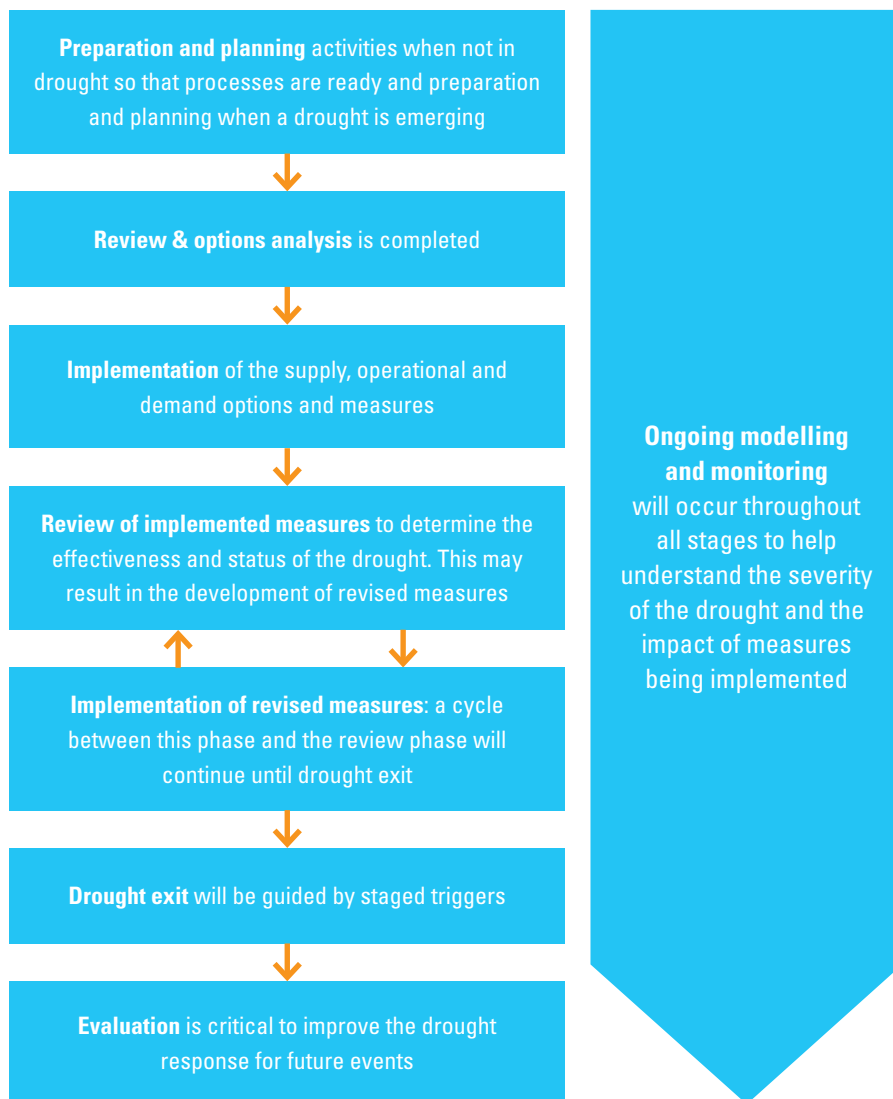 Preparation and planning activities when not in
drought so that processes are ready and preparation
and planning when a drought is emerging
Review & options analysis is completed
Implementation of the supply, operational and
demand options and measures
Review of implemented measures to determine the
effectiveness and status of the drought. This may
result in the development of revised measures
Implementation of revised measures: a cycle
between this phase and the review phase will
continue until drought exit
Drought exit will be guided by staged triggers
Evaluation is critical to improve the drought
response for future events
Ongoing modelling
and monitoring
will occur throughout
all stages to help
understand the severity
of the drought and the
impact of measures
being implemented